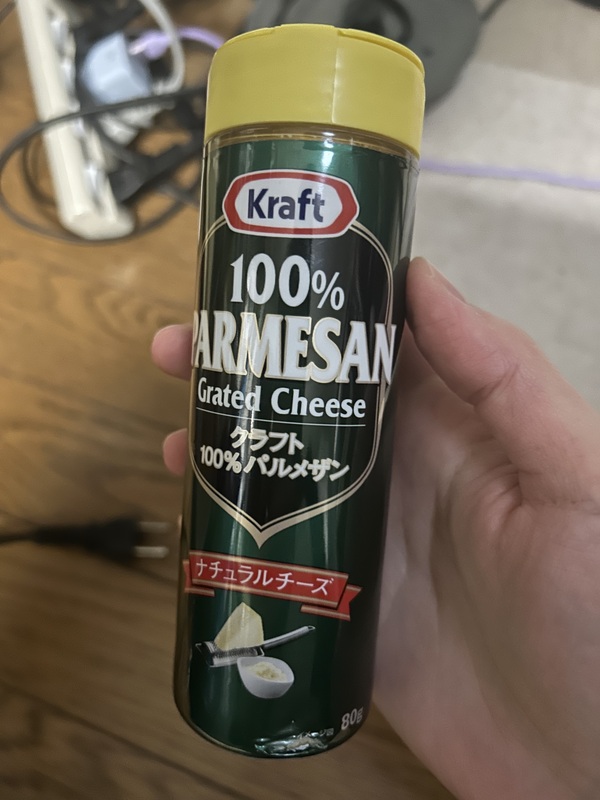 Kraft
100%
PARMESAN
Grated Cheese
クラフト
100%パルメザン
ナチュラルチーズ
80g